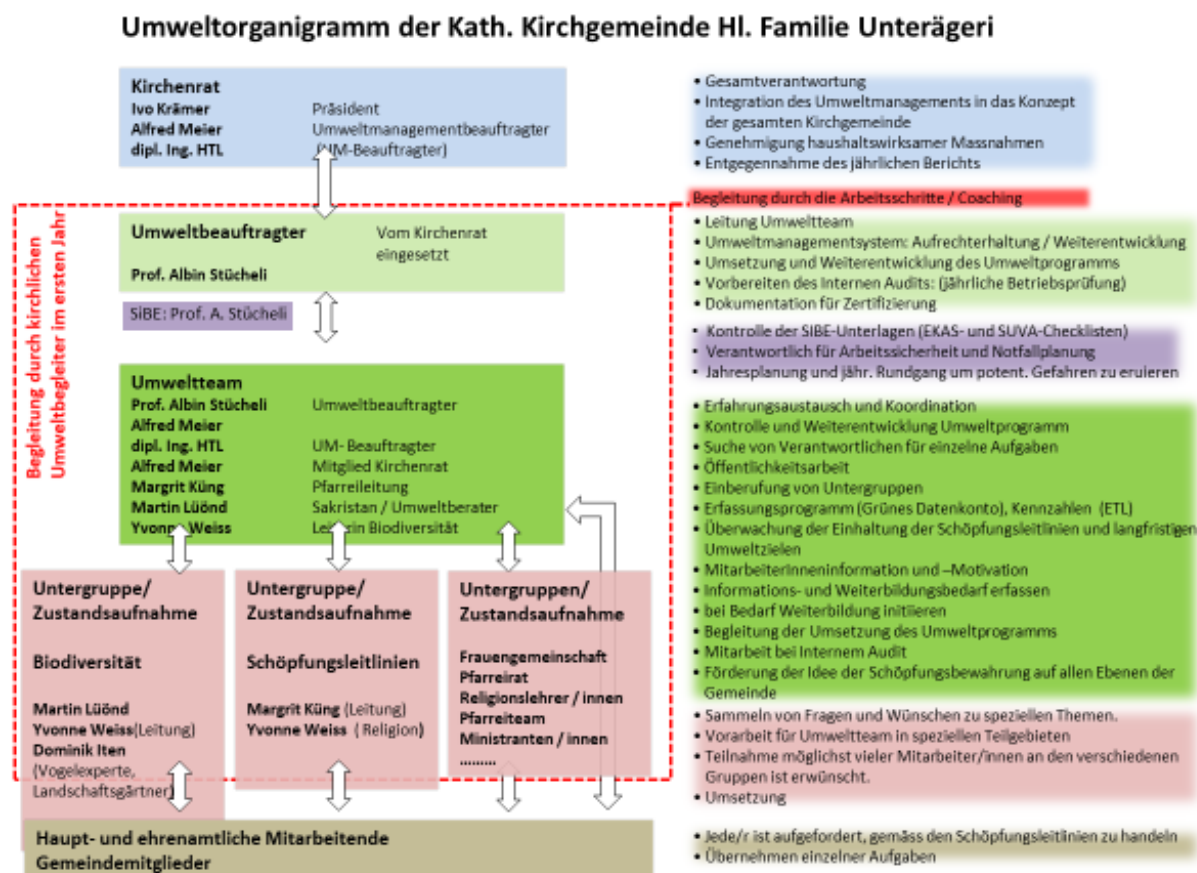 Umweltorganigramm der Kath. Kirchgemeinde Hl. Familie Unterägeri
Kirchenrat
Ivo Krämer Präsident
Alfred Meier Umweltmanagementbeauftragter
dipl. Ing. HTL (UM-Beauftragter)
• Gesamtverantwortung
• Integration des Umweltmanagements in das Konzept
der gesamten Kirchgemeinde
• Genehmigung haushaltswirksamer Massnahmen
• Entgegennahme des jährlichen Berichts
Begleitung durch kirchlichen
Umweltbegleiter im ersten Jahr
Begleitung durch die Arbeitsschritte / Coaching
Umweltbeauftragter Vom Kirchenrat
eingesetzt
Prof. Albin Stücheli
• Leitung Umweltteam
• Umweltmanagementsystem: Aufrechterhaltung / Weiterentwicklung
• Umsetzung und Weiterentwicklung des Umweltprogramms
• Vorbereiten des Internen Audits: (jährliche Betriebsprüfung)
• Dokumentation für Zertifizierung
SiBE: Prof. A. Stücheli
• Kontrolle der SIBE-Unterlagen (EKAS- und SUVA-Checklisten)
• Verantwortlich für Arbeitssicherheit und Notfallplanung
• Jahresplanung und jähr. Rundgang um potent. Gefahren zu eruieren
Umweltteam
Prof. Albin Stücheli Umweltbeauftragter
Alfred Meier
dipl. Ing. HTL UM- Beauftragter
Alfred Meier Mitglied Kirchenrat
Margrit Küng Pfarreileitung
Martin Lüönd Sakristan / Umweltberater
Yvonne Weiss Leiterin Biodiversität
• Erfahrungsaustausch und Koordination
• Kontrolle und Weiterentwicklung Umweltprogramm
• Suche von Verantwortlichen für einzelne Aufgaben
• Öffentlichkeitsarbeit
• Einberufung von Untergruppen
• Erfassungsprogramm (Grünes Datenkonto), Kennzahlen (ETL)
• Überwachung der Einhaltung der Schöpfungsleitlinien und langfristigen
Umweltzielen
• MitarbeiterInneninformation und –Motivation
• Informations- und Weiterbildungsbedarf erfassen
• bei Bedarf Weiterbildung initiieren
• Begleitung der Umsetzung des Umweltprogramms
• Mitarbeit bei Internem Audit
• Förderung der Idee der Schöpfungsbewahrung auf allen Ebenen der
Gemeinde
Untergruppe/
Zustandsaufnahme
Biodiversität
Martin Lüönd
Yvonne Weiss(Leitung)
Dominik Iten
(Vogelexperte,
Landschaftsgärtner)
Untergruppe/
Zustandsaufnahme
Schöpfungsleitlinien
Margrit Küng (Leitung)
Yvonne Weiss ( Religion)
Untergruppen/
Zustandsaufnahme
Frauengemeinschaft
Pfarreirat
Religionslehrer / innen
Pfarreiteam
Ministranten / innen
.........
• Sammeln von Fragen und Wünschen zu speziellen Themen.
• Vorarbeit für Umweltteam in speziellen Teilgebieten
• Teilnahme möglichst vieler Mitarbeiter/innen an den verschiedenen
Gruppen ist erwünscht.
• Umsetzung
Haupt- und ehrenamtliche Mitarbeitende
Gemeindemitglieder
• Jede/r ist aufgefordert, gemäss den Schöpfungsleitlinien zu handeln
• Übernehmen einzelner Aufgaben